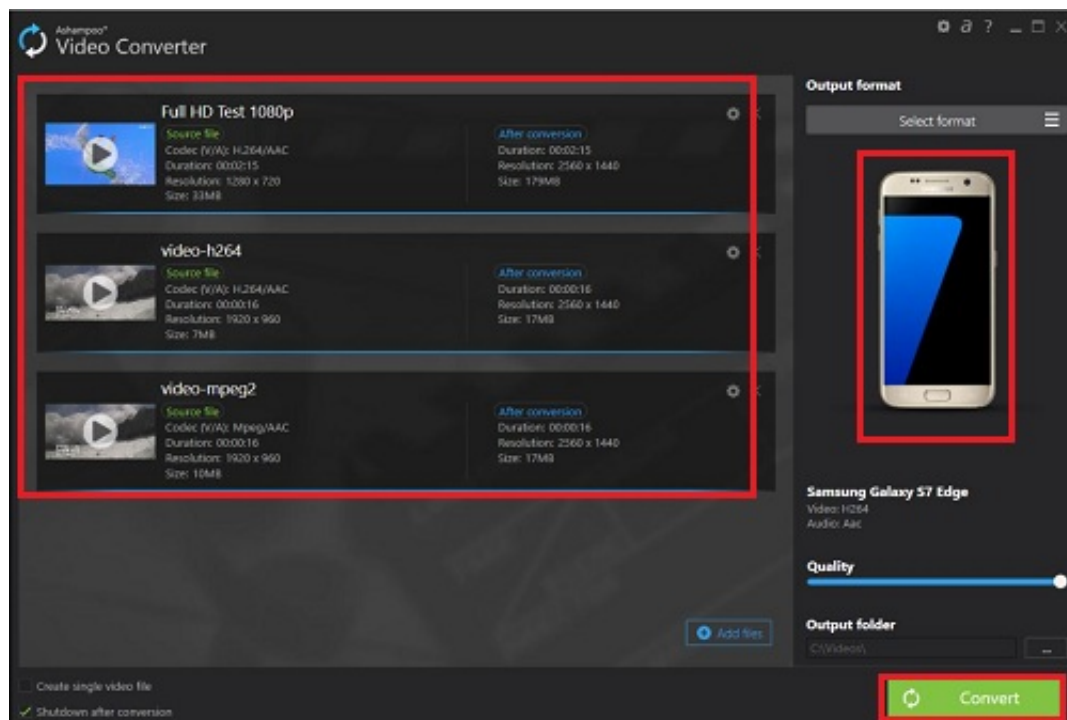 Ashampoo®
Video Converter
a ?
Full HD Test 1080p
Source file
Codec (V/A): H.264/AAC
Duration: 00:02:15
Resolution: 1280 x 720
Size: 33MB
After conversion
Duration: 00:02:15
Resolution: 2560 x 1440
Size: 179MB
video-h264
Source file
Codec (V/A): H.264/AAC
Duration: 00:00:16
Resolution: 1920 x 960
Size: 7MB
After conversion
Duration: 00:00:16
Resolution: 2560 x 1440
Size: 17MB
video-mpeg2
Source file
Codec (V/A): Mpeg/AAC
Duration: 00:00:16
Resolution: 1920 x 960
Size: 10MB
After conversion
Duration: 00:00:16
Resolution: 2560 x 1440
Size: 17MB
Add files
Create single video file
Shutdown after conversion
Output format
Select format
Samsung Galaxy S7 Edge
Video: H264
Audio: Aac
Quality
Output folder
C:\Videos\
...
Convert